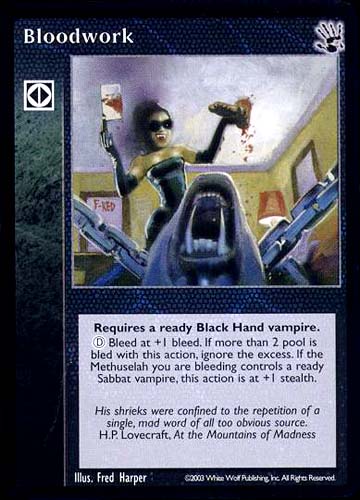 Bloodwork
F-RED
Requires a ready Black Hand vampire.
Ⓓ Bleed at +1 bleed. If more than 2 pool is
bled with this action, ignore the excess. If the
Methuselah you are bleeding controls a ready
Sabbat vampire, this action is at +1 stealth.
His shrieks were confined to the repetition of a
single, mad word of all too obvious source.
H.P. Lovecraft, At the Mountains of Madness
Illus. Fred Harper
©2003 White Wolf Publishing, Inc. All Rights Reserved.